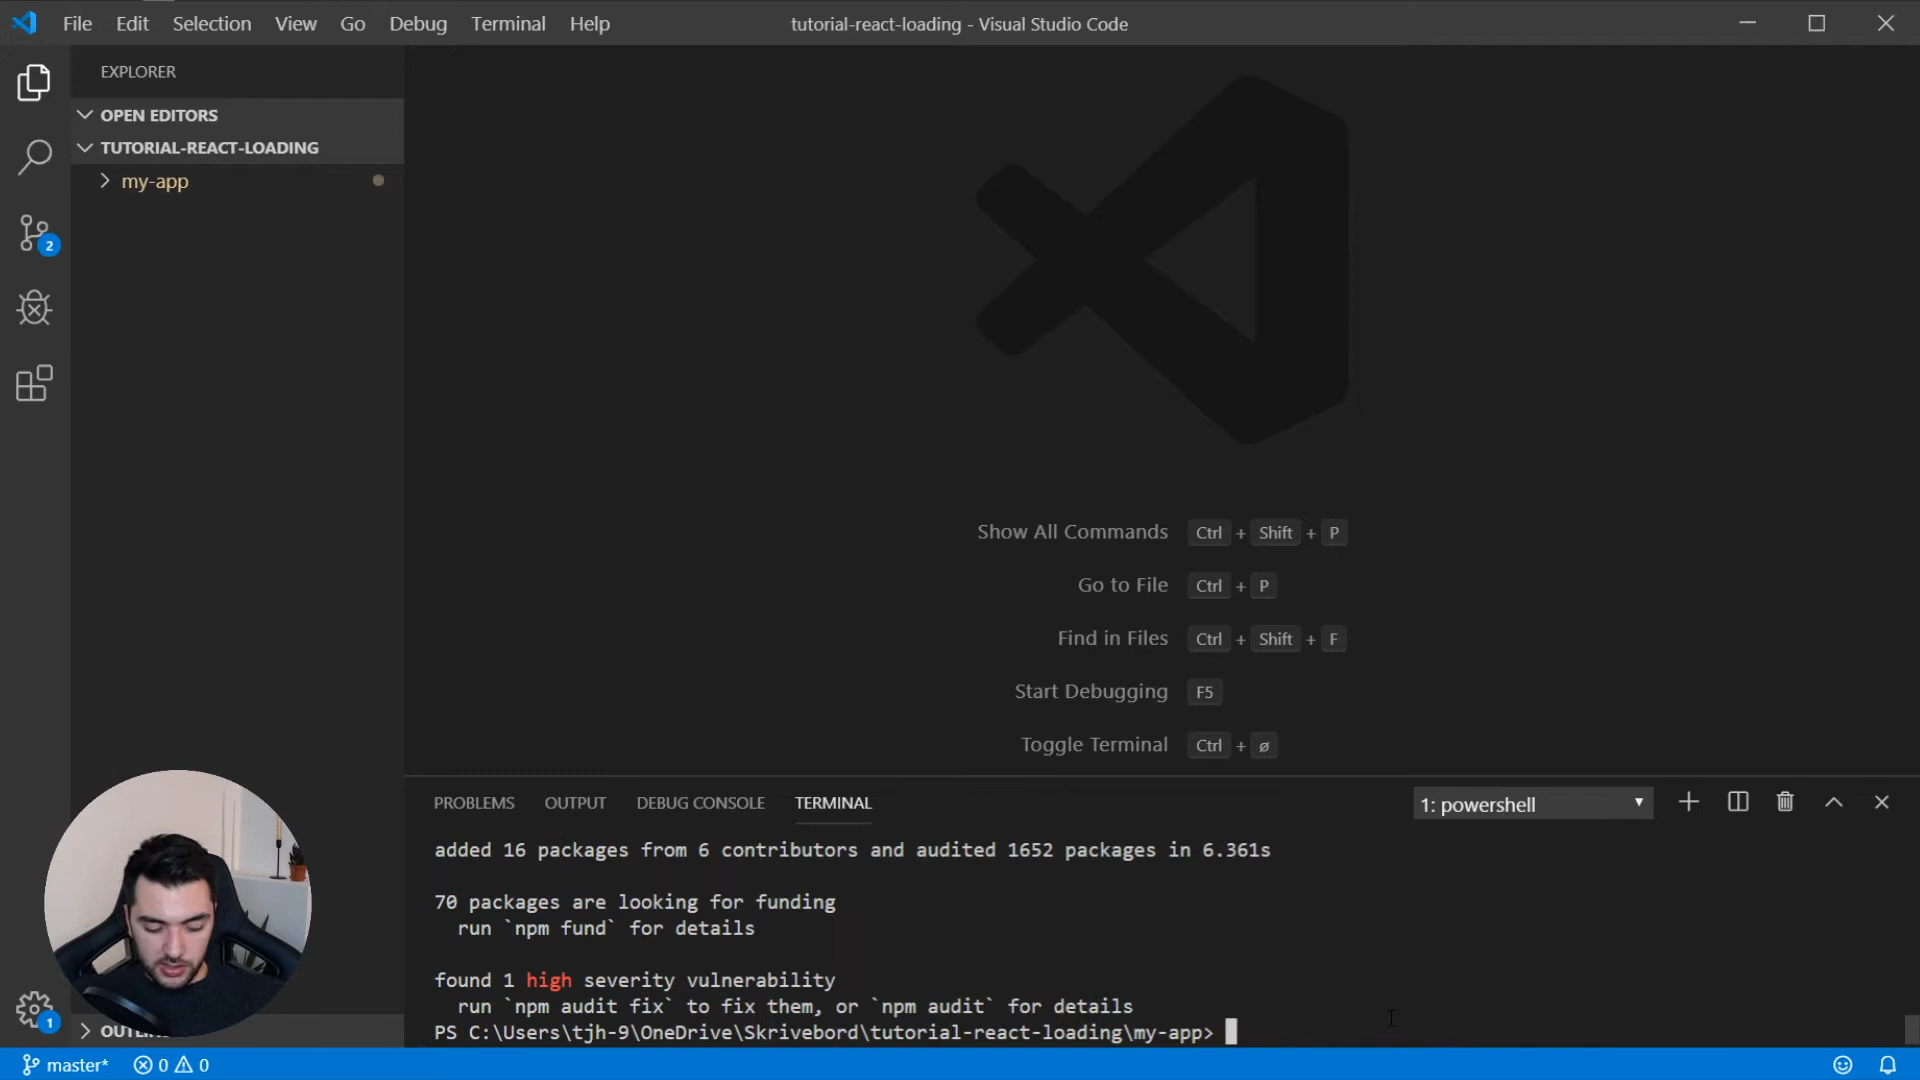 File Edit Selection View Go Debug Terminal Help
tutorial-react-loading - Visual Studio Code
EXPLORER
OPEN EDITORS
TUTORIAL-REACT-LOADING
my-app
2
Show All Commands Ctrl + Shift + P
Go to File Ctrl + P
Find in Files Ctrl + Shift + F
Start Debugging F5
Toggle Terminal Ctrl + ø
PROBLEMS OUTPUT DEBUG CONSOLE TERMINAL
1: powershell
added 16 packages from 6 contributors and audited 1652 packages in 6.361s
70 packages are looking for funding
run `npm fund` for details
found 1 high severity vulnerability
run `npm audit fix` to fix them, or `npm audit` for details
PS C:\Users\tjh-9\OneDrive\Skrivebord\tutorial-react-loading\my-app>
1
master* 0 0